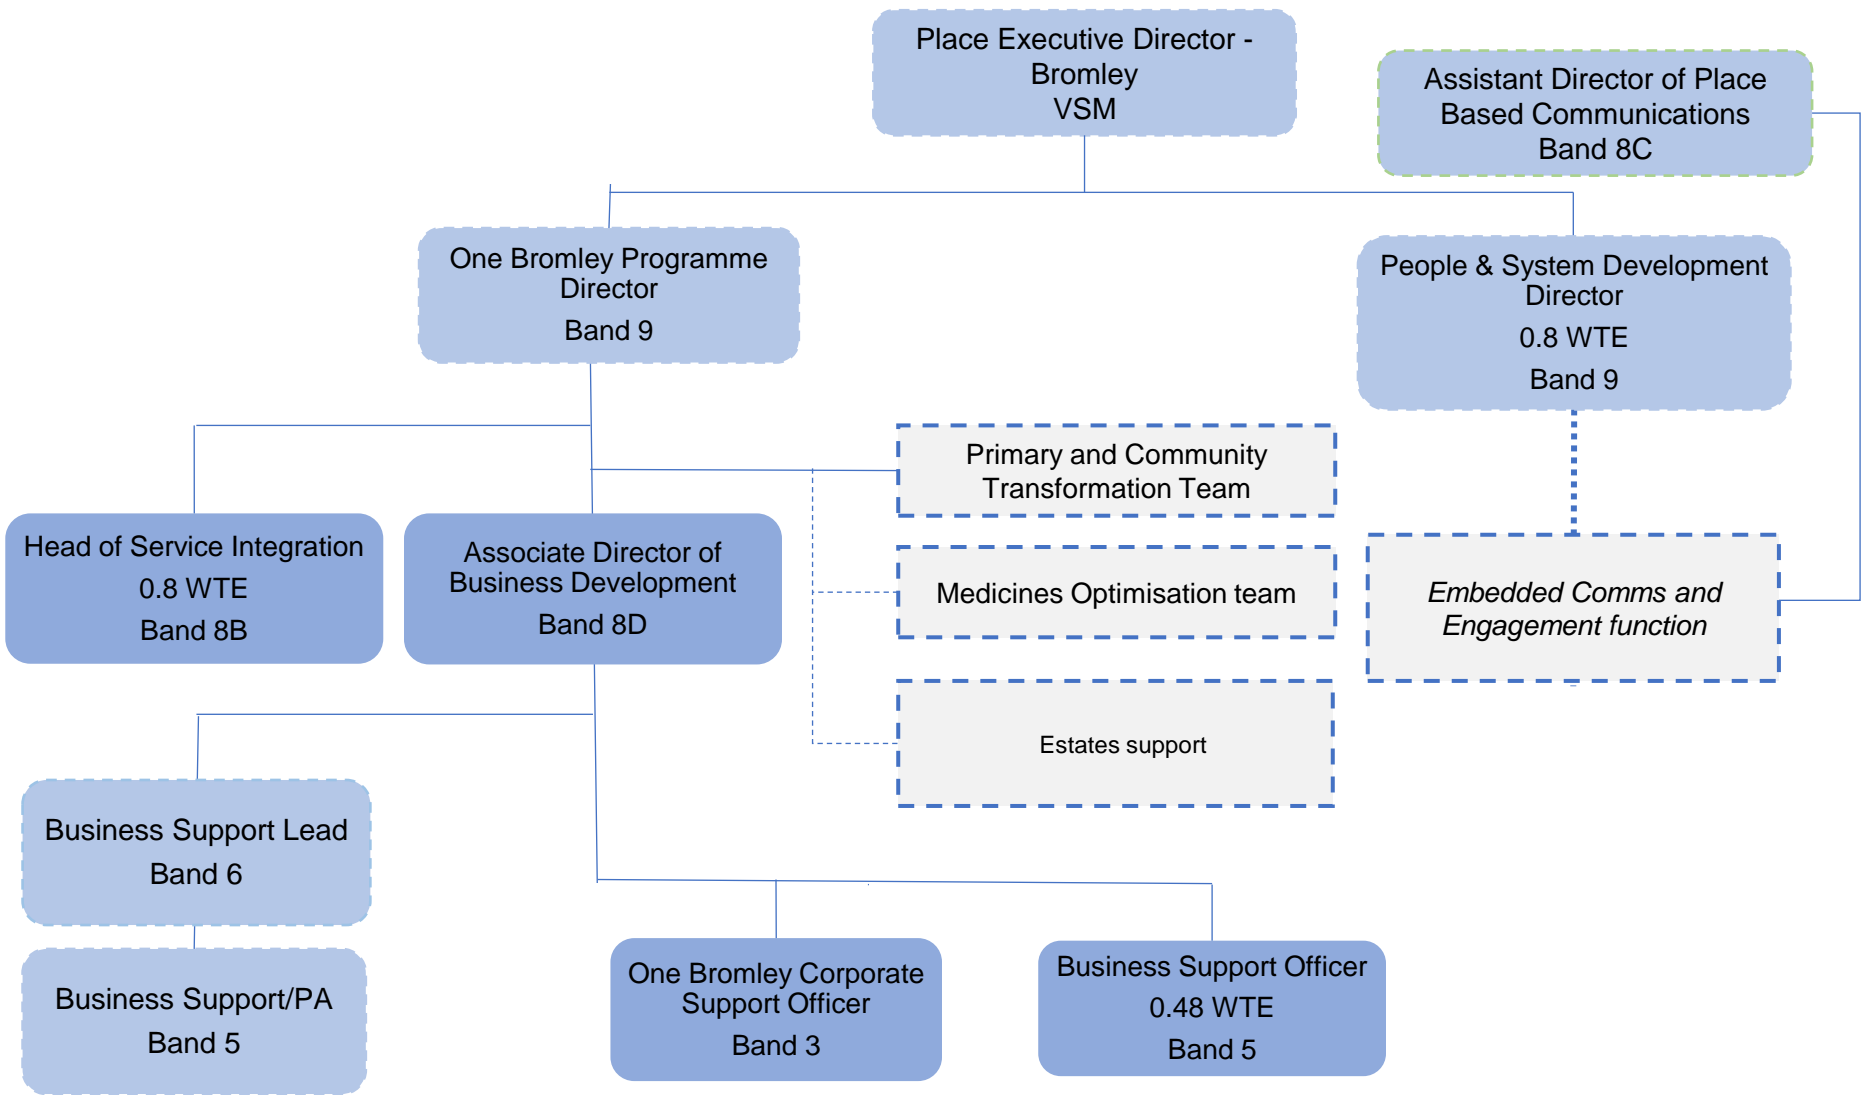 Place Executive Director -
Bromley
VSM
Assistant Director of Place
Based Communications
Band 8C
One Bromley Programme
Director
Band 9
People & System Development
Director
0.8 WTE
Band 9
Primary and Community
Transformation Team
Head of Service Integration
0.8 WTE
Band 8B
Associate Director of
Business Development
Band 8D
Medicines Optimisation team
Embedded Comms and
Engagement function
Estates support
Business Support Lead
Band 6
Business Support/PA
Band 5
One Bromley Corporate
Support Officer
Band 3
Business Support Officer
0.48 WTE
Band 5